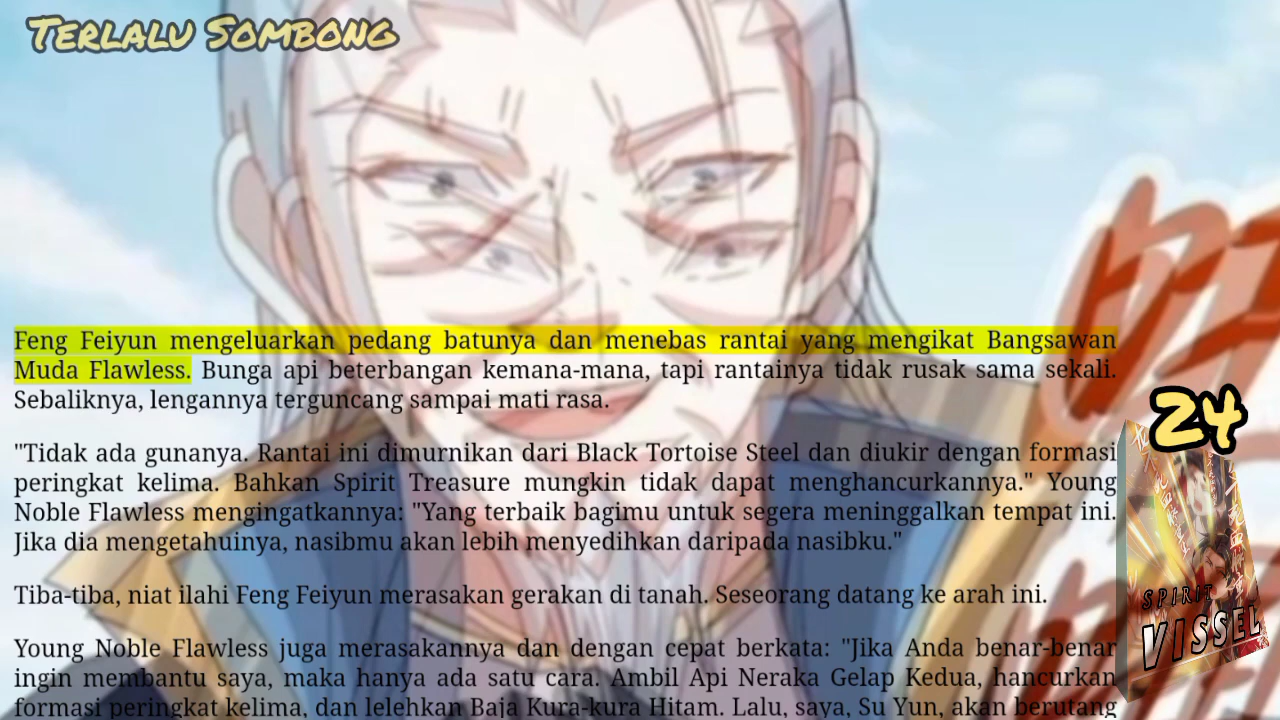 Terlalu Sombong
Feng Feiyun mengeluarkan pedang batunya dan menebas rantai yang mengikat Bangsawan
Muda Flawless. Bunga api beterbangan kemana-mana, tapi rantainya tidak rusak sama sekali.
Sebaliknya, lengannya terguncang sampai mati rasa.
"Tidak ada gunanya. Rantai ini dimurnikan dari Black Tortoise Steel dan diukir dengan formasi
peringkat kelima. Bahkan Spirit Treasure mungkin tidak dapat menghancurkannya." Young
Noble Flawless mengingatkannya: "Yang terbaik bagimu untuk segera meninggalkan tempat ini.
Jika dia mengetahuinya, nasibmu akan lebih menyedihkan daripada nasibku."
Tiba-tiba, niat ilahi Feng Feiyun merasakan gerakan di tanah. Seseorang datang ke arah ini.
Young Noble Flawless juga merasakannya dan dengan cepat berkata: "Jika Anda benar-benar
ingin membantu saya, maka hanya ada satu cara. Ambil Api Neraka Gelap Kedua, hancurkan
formasi peringkat kelima, dan lelehkan Baja Kura-kura Hitam. Lalu, saya, Su Yun, akan berutang
24
SPIRIT
VISSEL